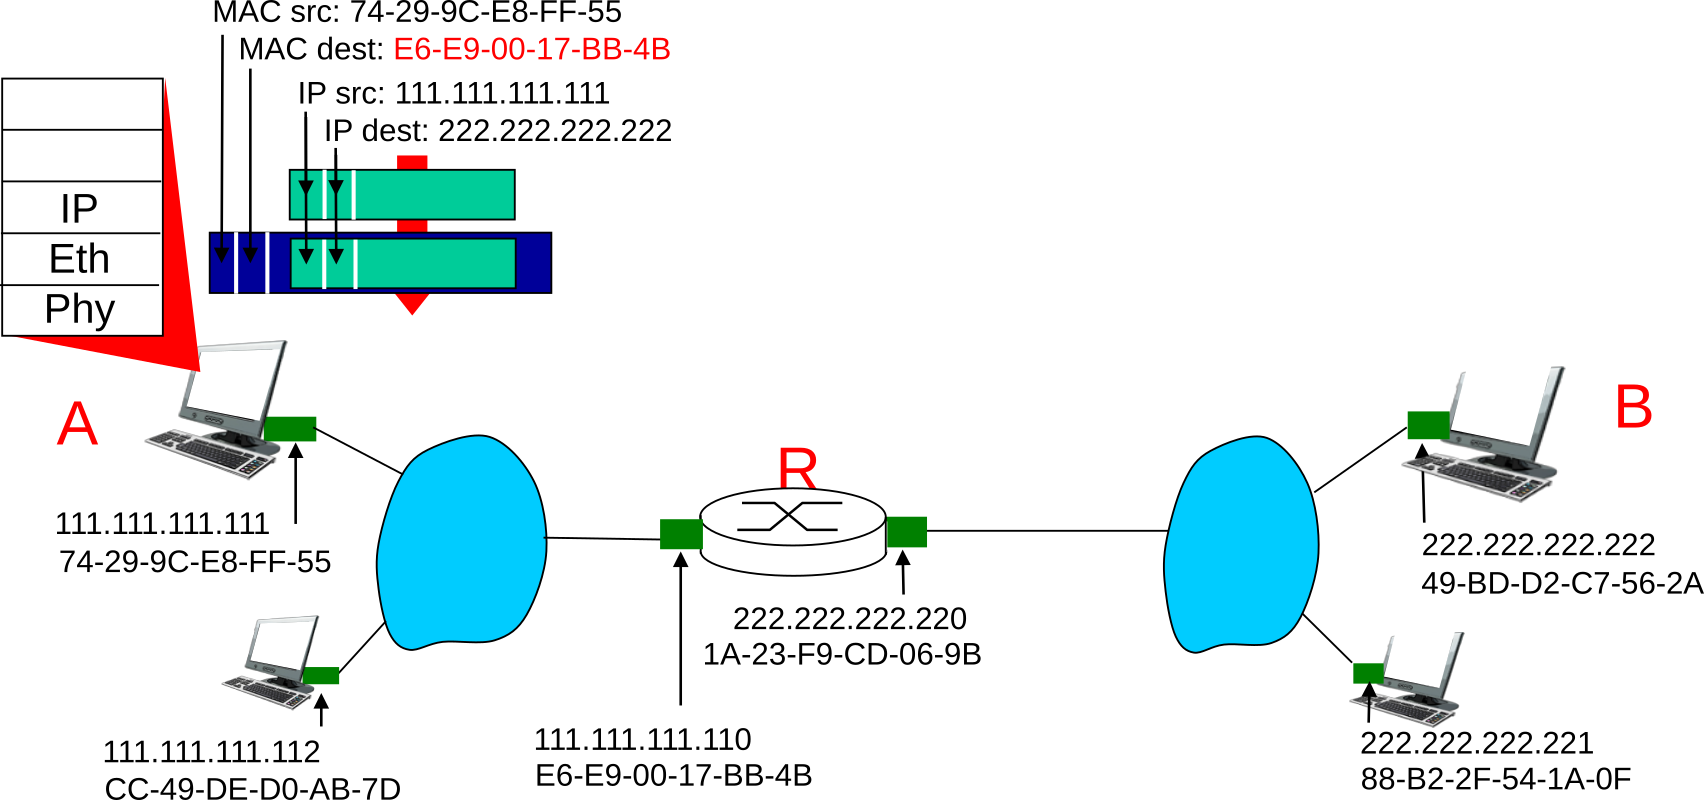 MAC src: 74-29-9C-E8-FF-55
MAC dest: E6-E9-00-17-BB-4B
IP src: 111.111.111.111
IP dest: 222.222.222.222
IP
Eth
Phy
A
B
R
111.111.111.111
74-29-9C-E8-FF-55
222.222.222.222
49-BD-D2-C7-56-2A
222.222.222.220
1A-23-F9-CD-06-9B
111.111.111.112
CC-49-DE-D0-AB-7D
111.111.111.110
E6-E9-00-17-BB-4B
222.222.222.221
88-B2-2F-54-1A-0F